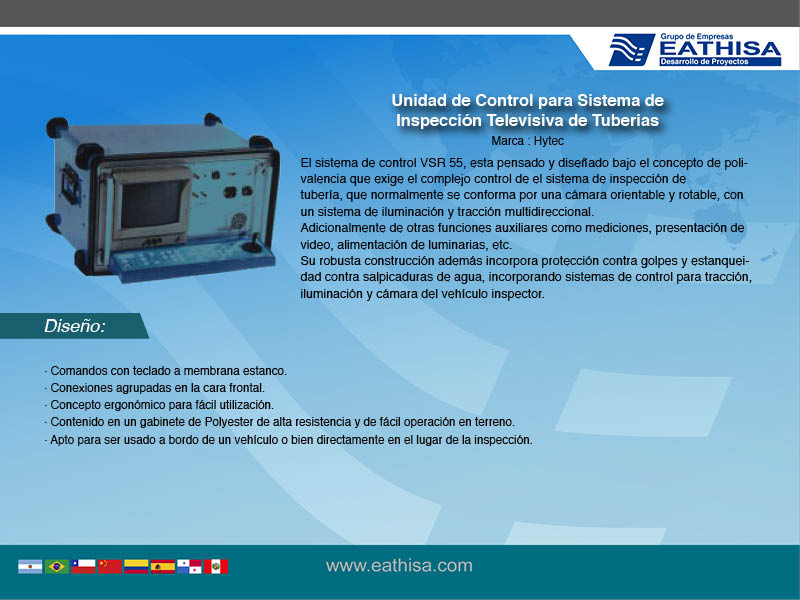 Grupo de Empresas
EATHISA
Desarrollo de Proyectos
Unidad de Control para Sistema de
Inspección Televisiva de Tuberias
Marca : Hytec
El sistema de control VSR 55, esta pensado y diseñado bajo el concepto de poli-
valencia que exige el complejo control de el sistema de inspección de
tubería, que normalmente se conforma por una cámara orientable y rotable, con
un sistema de iluminación y tracción multidireccional.
Adicionalmente de otras funciones auxiliares como mediciones, presentación de
video, alimentación de luminarias, etc.
Su robusta construcción además incorpora protección contra golpes y estanquei-
dad contra salpicaduras de agua, incorporando sistemas de control para tracción,
iluminación y cámara del vehículo inspector.
Diseño:
· Comandos con teclado a membrana estanco.
· Conexiones agrupadas en la cara frontal.
· Concepto ergonómico para fácil utilización.
· Contenido en un gabinete de Polyester de alta resistencia y de fácil operación en terreno.
· Apto para ser usado a bordo de un vehículo o bien directamente en el lugar de la inspección.
www.eathisa.com